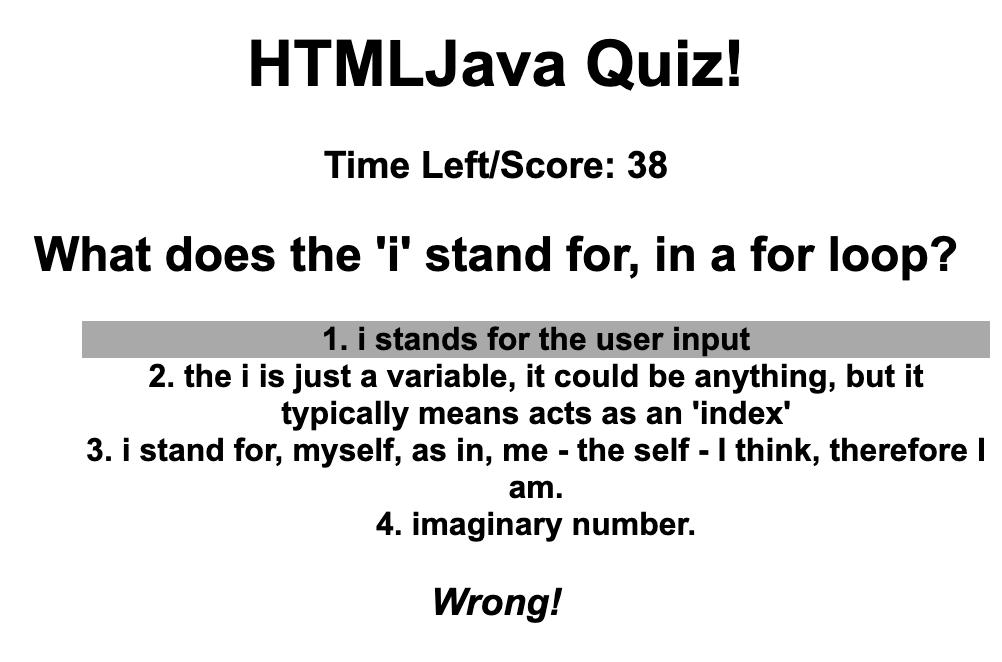 HTMLJava Quiz!
Time Left/Score: 38
What does the 'i' stand for, in a for loop?
1. i stands for the user input
2. the i is just a variable, it could be anything, but it
typically means acts as an 'index'
3. i stand for, myself, as in, me - the self - I think, therefore I
am.
4. imaginary number.
Wrong!